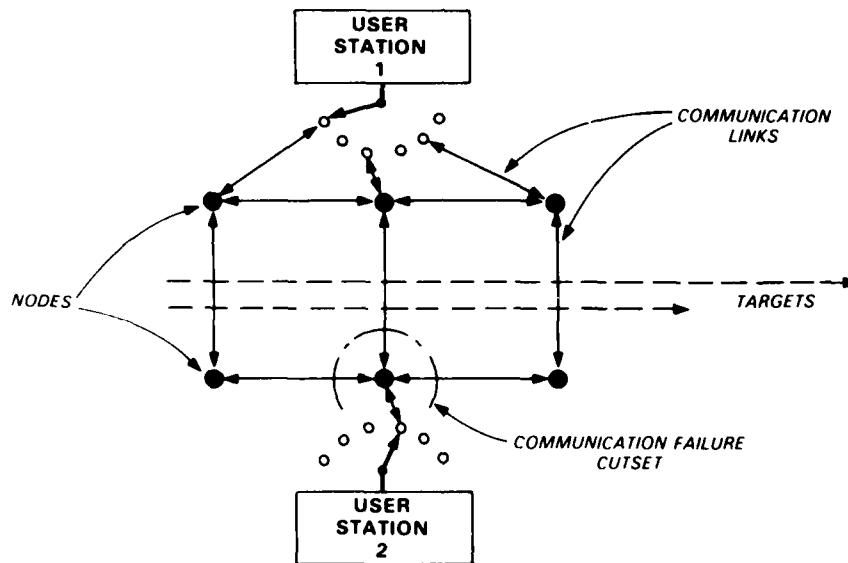 USER
STATION
1
COMMUNICATION
LINKS
NODES
TARGETS
COMMUNICATION FAILURE
CUTSET
USER
STATION
2